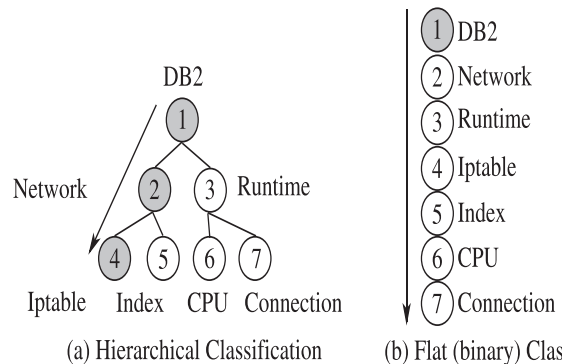 DB2
1
Network
2
3
Runtime
4
5
6
7
Iptable Index CPU Connection
(a) Hierarchical Classification
1 DB2
2 Network
3 Runtime
4 Iptable
5 Index
6 CPU
7 Connection
(b) Flat (binary) Clas